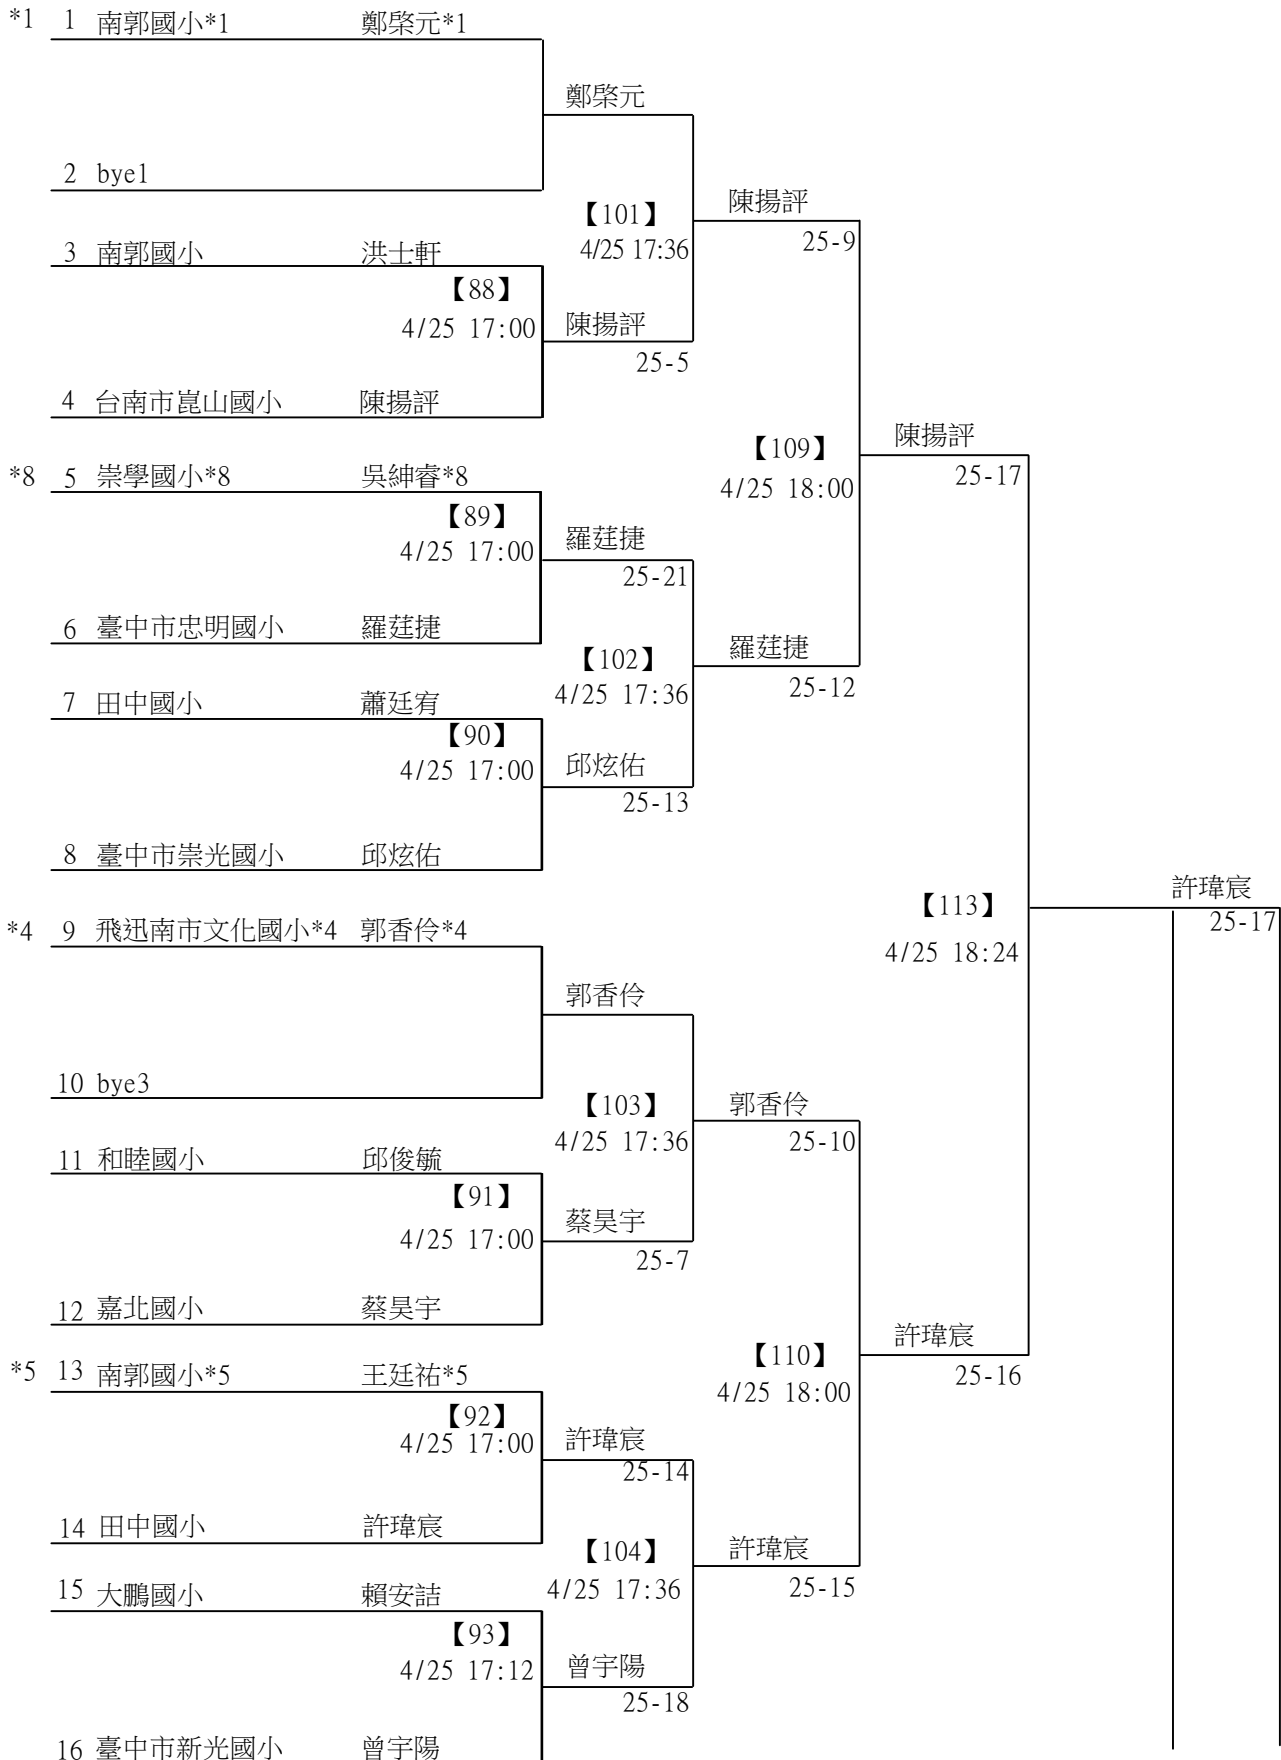 *1 1 南郭國小*1 鄭棨元*1
鄭棨元
2 bye1
【101】 陳揚評
4/25 17:36 25-9
3 南郭國小 洪士軒
【88】
4/25 17:00 陳揚評
25-5
4 台南市崑山國小 陳揚評
【109】 陳揚評
4/25 18:00 25-17
*8 5 崇學國小*8 吳紳睿*8
【89】
4/25 17:00 羅莛捷
25-21
6 臺中市忠明國小 羅莛捷
【102】 羅莛捷
4/25 17:36 25-12
7 田中國小 蕭廷宥
【90】
4/25 17:00 邱炫佑
25-13
8 臺中市崇光國小 邱炫佑
【113】 許瑋宸
4/25 18:24 25-17
*4 9 飛迅南市文化國小*4 郭香伶*4
郭香伶
10 bye3
【103】 郭香伶
4/25 17:36 25-10
11 和睦國小 邱俊毓
【91】
4/25 17:00 蔡昊宇
25-7
12 嘉北國小 蔡昊宇
【110】 許瑋宸
4/25 18:00 25-16
*5 13 南郭國小*5 王廷祐*5
【92】
4/25 17:00 許瑋宸
25-14
14 田中國小 許瑋宸
【104】 許瑋宸
4/25 17:36 25-15
15 大鵬國小 賴安喆
【93】
4/25 17:12 曾宇陽
25-18
16 臺中市新光國小 曾宇陽